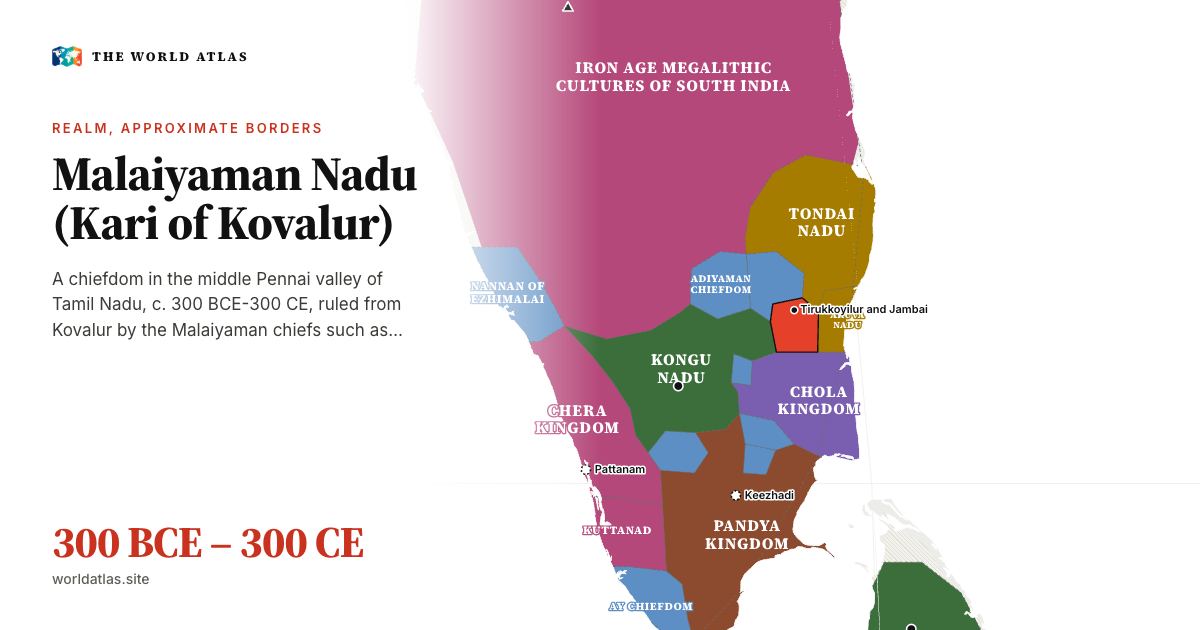 THE WORLD ATLAS
REALM, APPROXIMATE BORDERS
Malaiyaman Nadu
(Kari of Kovalur)
A chiefdom in the middle Pennai valley of
Tamil Nadu, c. 300 BCE-300 CE, ruled from
Kovalur by the Malaiyaman chiefs such as...
300 BCE – 300 CE
worldatlas.site
IRON AGE MEGALITHIC
CULTURES OF SOUTH INDIA
TONDAI
NADU
NANNAN OF
EZHIMALAI
ADIYAMAN
CHIEFDOM
Tirukkoyilur and Jambai
NADU
KONGU
NADU
CHOLA
KINGDOM
CHERA
KINGDOM
Pattanam
Keezhadi
KUTTANAD
PANDYA
KINGDOM
AY CHIEFDOM